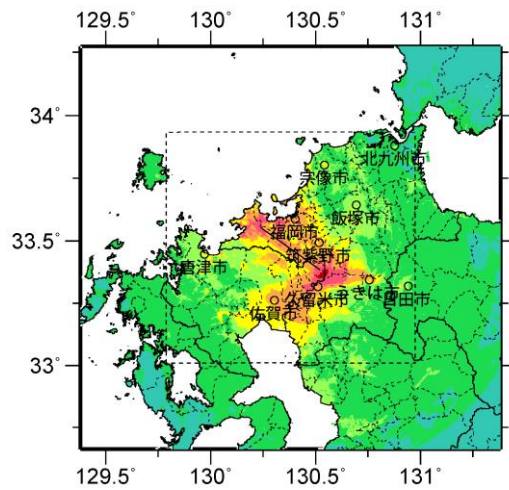 129.5° 130° 130.5° 131°
34°
33.5°
33°
北九州市
宗像市
飯塚市
福岡市
筑紫野市
唐津市
うきは市
日田市
久留米市
佐賀市
129.5° 130° 130.5° 131°